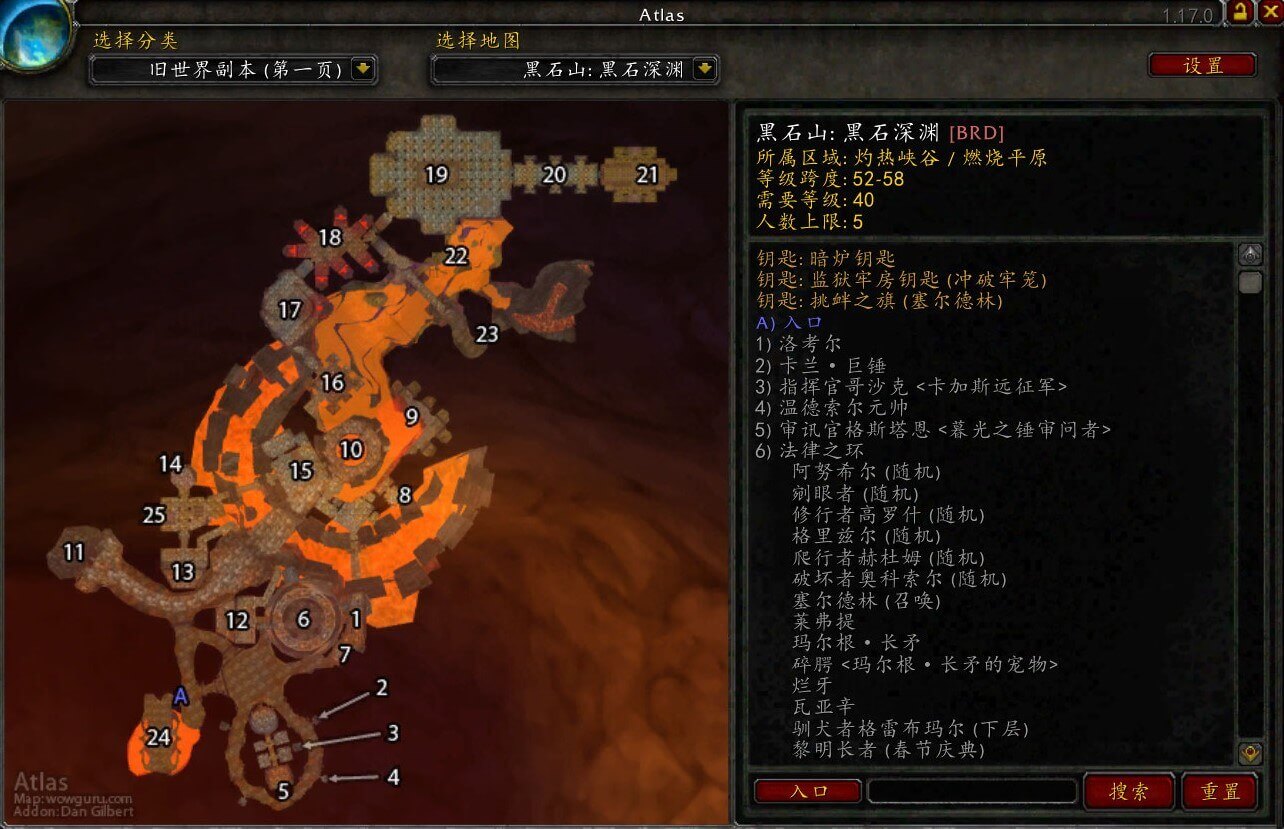 Atlas
1.17.0
选择分类
选择地图
旧世界副本 (第一页)
黑石山: 黑石深渊
设置
19
20
21
18
22
17
23
16
9
10
15
14
8
25
11
13
12
6
1
7
A
2
24
3
5
4
Atlas
Map: wowguru.com
Addon: Dan Gilbert
黑石山: 黑石深渊 [BRD]
所属区域: 灼热峡谷 / 燃烧平原
等级跨度: 52-58
需要等级: 40
人数上限: 5
钥匙: 暗炉钥匙
钥匙: 监狱牢房钥匙 (冲破牢笼)
钥匙: 挑衅之旗 (塞尔德林)
A) 入口
1) 洛考尔
2) 卡兰·巨锤
3) 指挥官哥沙克 <卡加斯远征军>
4) 温德索尔元帅
5) 审讯官格斯塔恩 <暮光之锤审问者>
6) 法律之环
阿努希尔 (随机)
剜眼者 (随机)
修行者高罗什 (随机)
格里兹尔 (随机)
爬行者赫杜姆 (随机)
破坏者奥科索尔 (随机)
塞尔德林 (召唤)
莱弗提
玛尔根·长矛
碎腭 <玛尔根·长矛的宠物>
烂牙
瓦亚辛
驯犬者格雷布玛尔 (下层)
黎明长者 (春节庆典)
入口
搜索
重置